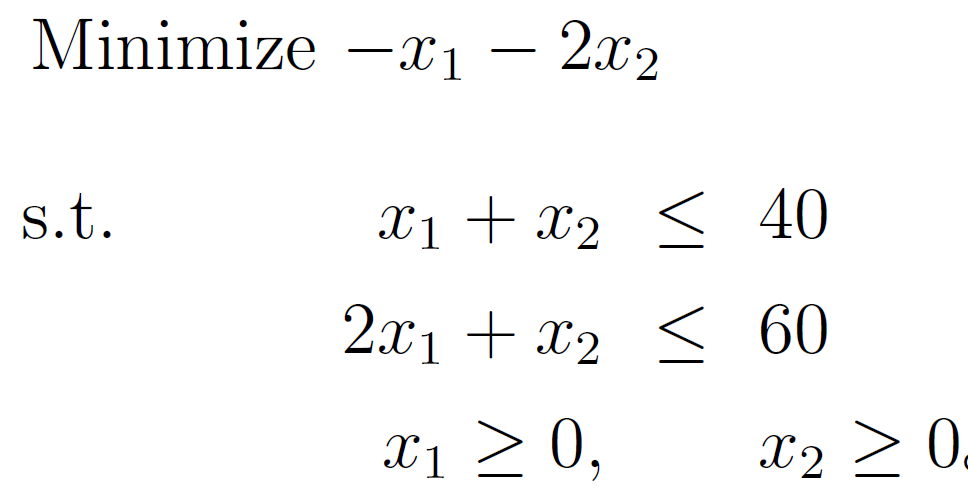 Minimize −x₁ − 2x₂
s.t. x₁ + x₂ ≤ 40
2x₁ + x₂ ≤ 60
x₁ ≥ 0, x₂ ≥ 0.